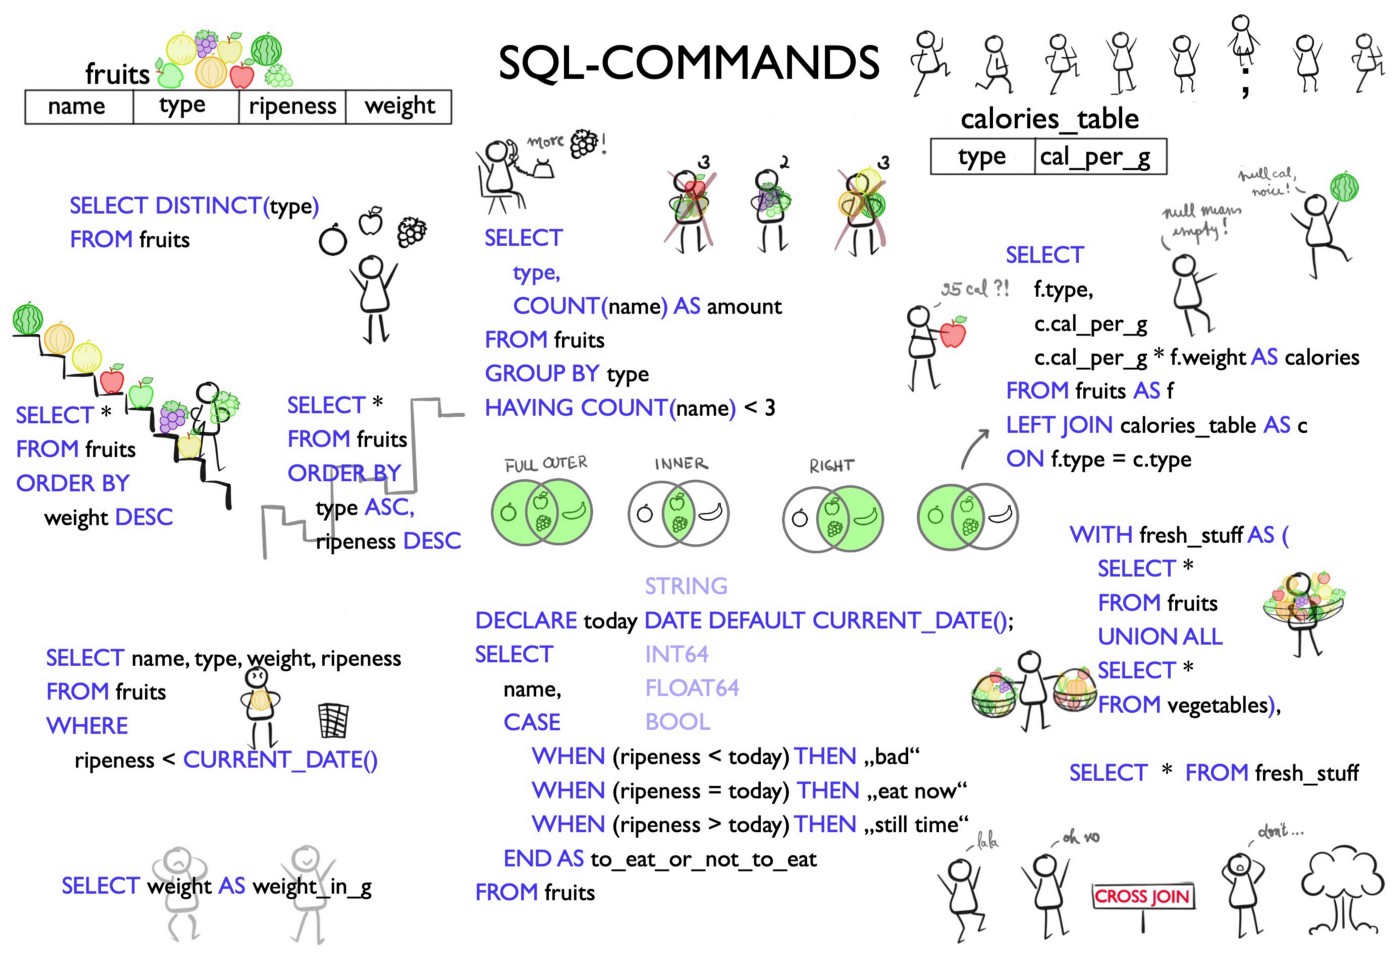 SQL-COMMANDS
;
fruits
name type ripeness weight
calories_table
type cal_per_g
SELECT DISTINCT(type)
FROM fruits
SELECT *
FROM fruits
ORDER BY
weight DESC
SELECT *
FROM fruits
ORDER BY
type ASC,
ripeness DESC
SELECT name, type, weight, ripeness
FROM fruits
WHERE
ripeness < CURRENT_DATE()
SELECT weight AS weight_in_g
more !
3 2 3
SELECT
type,
COUNT(name) AS amount
FROM fruits
GROUP BY type
HAVING COUNT(name) < 3
FULL OUTER INNER RIGHT
STRING
DECLARE today DATE DEFAULT CURRENT_DATE();
SELECT INT64
name, FLOAT64
CASE BOOL
WHEN (ripeness < today) THEN „bad“
WHEN (ripeness = today) THEN „eat now“
WHEN (ripeness > today) THEN „still time“
END AS to_eat_or_not_to_eat
FROM fruits
null cal,
noice!
null means
empty!
25 cal ?!
SELECT
f.type,
c.cal_per_g
c.cal_per_g * f.weight AS calories
FROM fruits AS f
LEFT JOIN calories_table AS c
ON f.type = c.type
WITH fresh_stuff AS (
SELECT *
FROM fruits
UNION ALL
SELECT *
FROM vegetables),
SELECT * FROM fresh_stuff
lala
oh no
don't...
CROSS JOIN